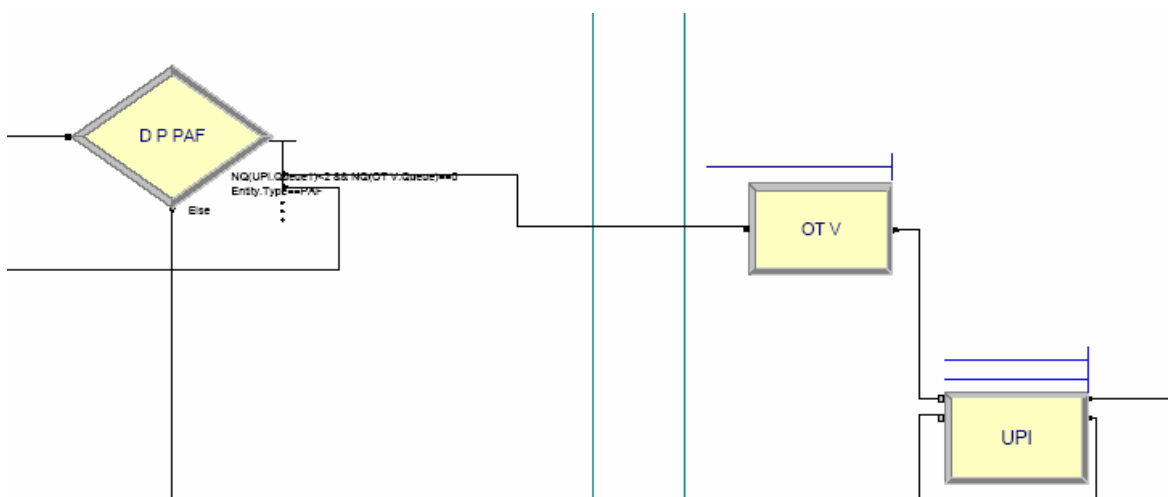 D P PAF
NQ(UPI.Queue1)<2 && NQ(OT V.Queue)==0
Entity.Type==PAF
Else
OT V
UPI